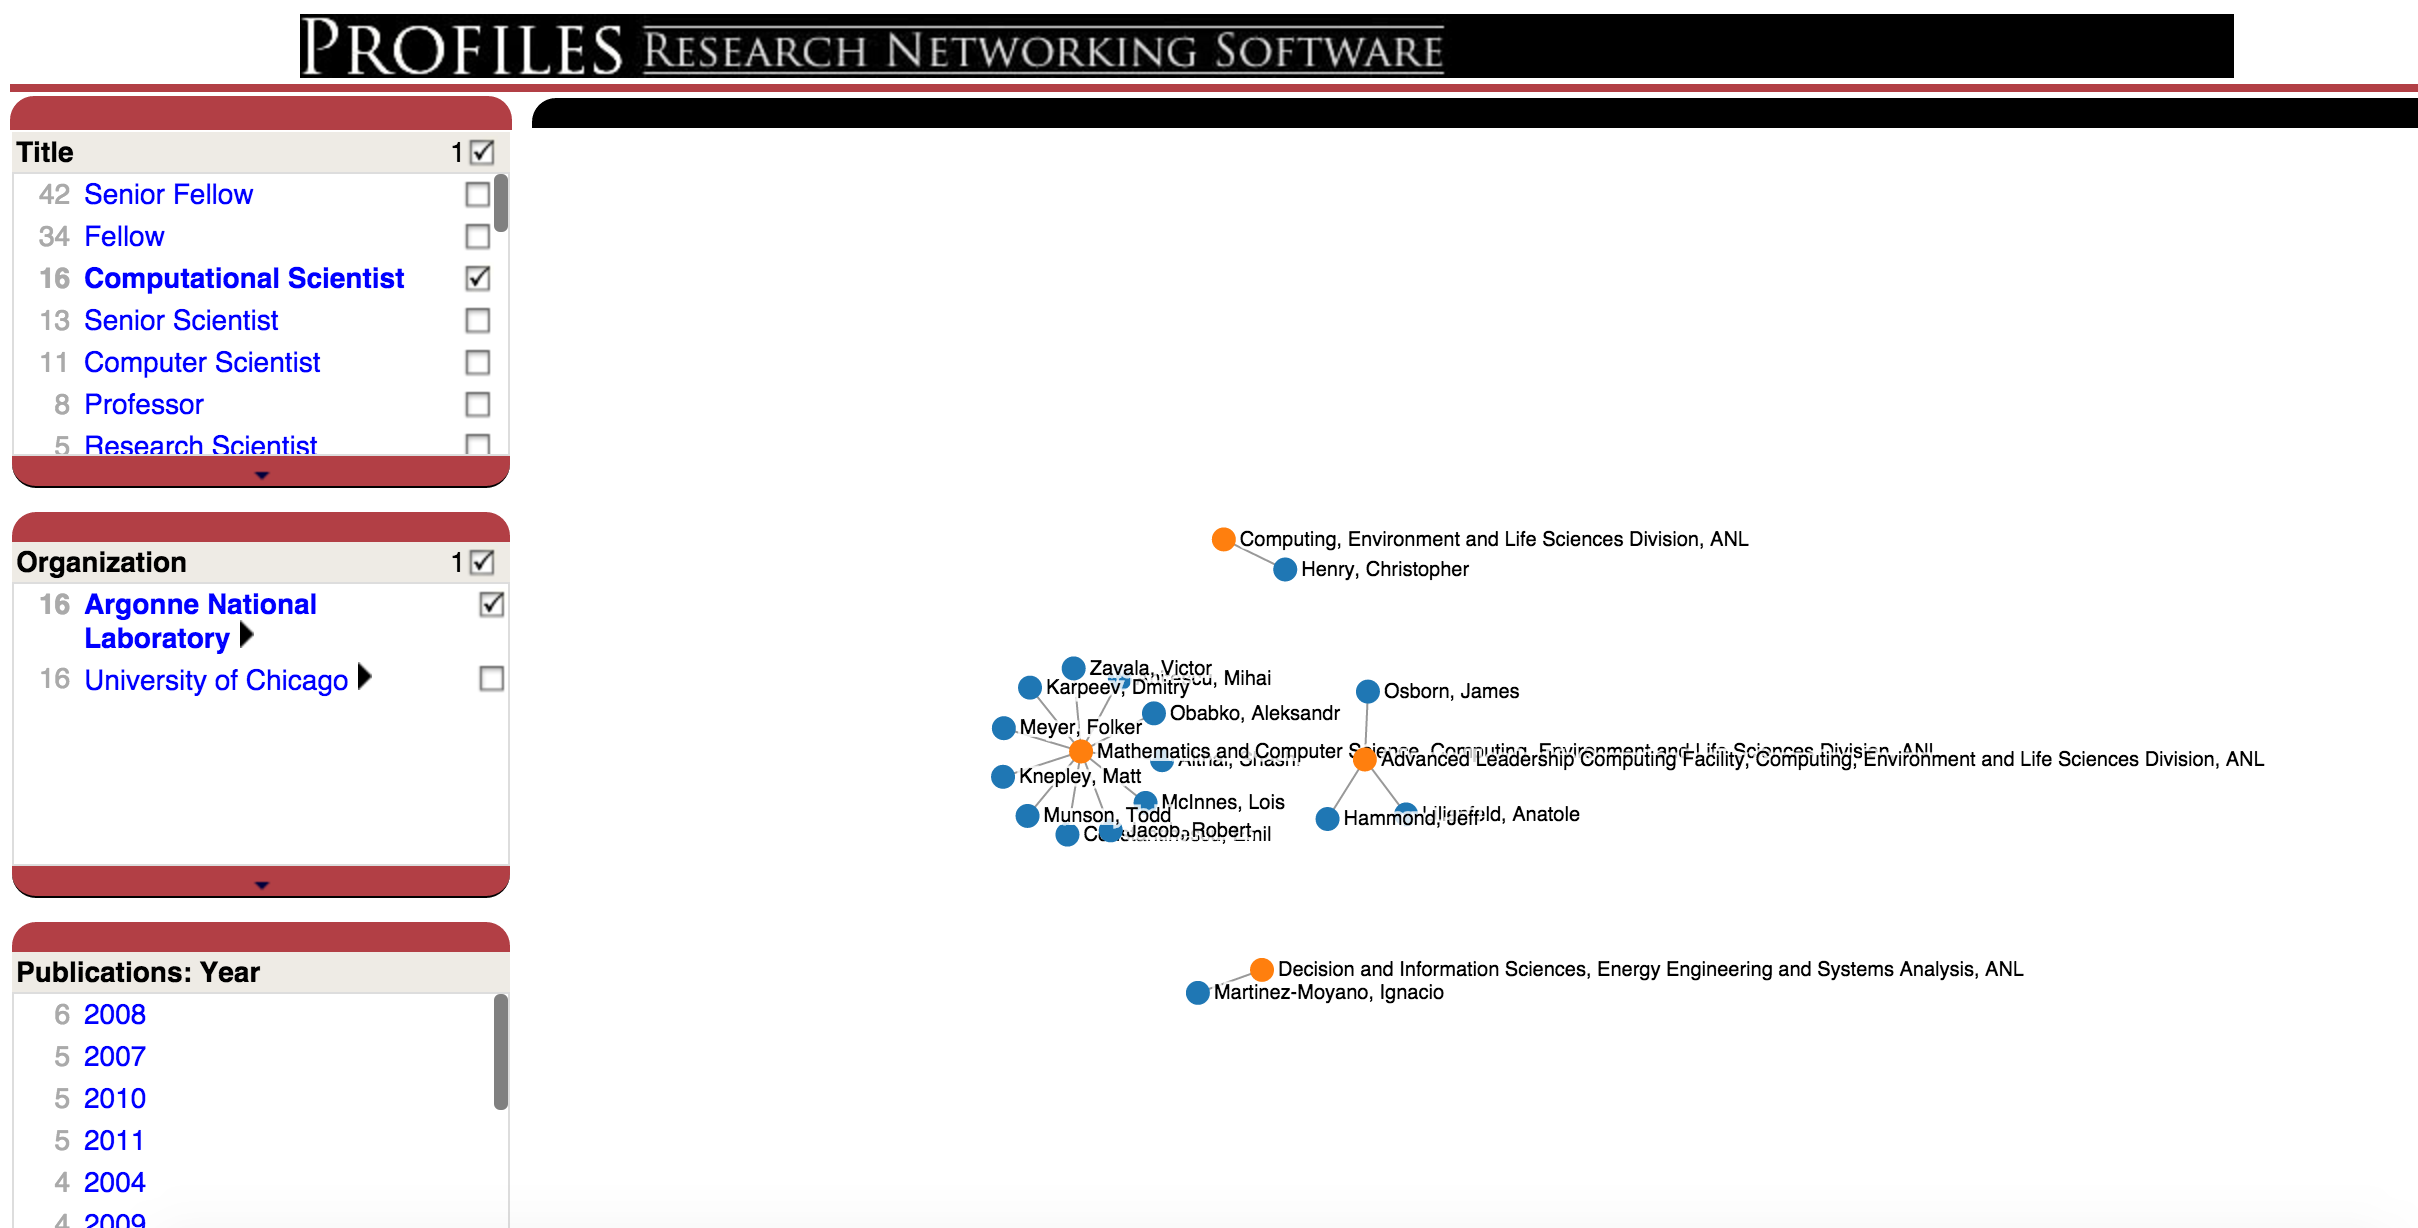 PROFILES RESEARCH NETWORKING SOFTWARE
Title 1
42 Senior Fellow
34 Fellow
16 Computational Scientist
13 Senior Scientist
11 Computer Scientist
8 Professor
5 Research Scientist
Organization 1
16 Argonne National
Laboratory
16 University of Chicago
Publications: Year
6 2008
5 2007
5 2010
5 2011
4 2004
4 2009
Computing, Environment and Life Sciences Division, ANL
Henry, Christopher
Zavala, Victor
Mihai
Karpeev, Dmitry
Osborn, James
Obabko, Aleksandr
Meyer, Folker
Mathematics and Computer Science, Computing, Environment and Life Sciences Division, ANL
Advanced Leadership Computing Facility, Computing, Environment and Life Sciences Division, ANL
Knepley, Matt
McInnes, Lois
Munson, Todd
Hammond, Jeff
Anatole
Jacob, Robert
Emil
Decision and Information Sciences, Energy Engineering and Systems Analysis, ANL
Martinez-Moyano, Ignacio